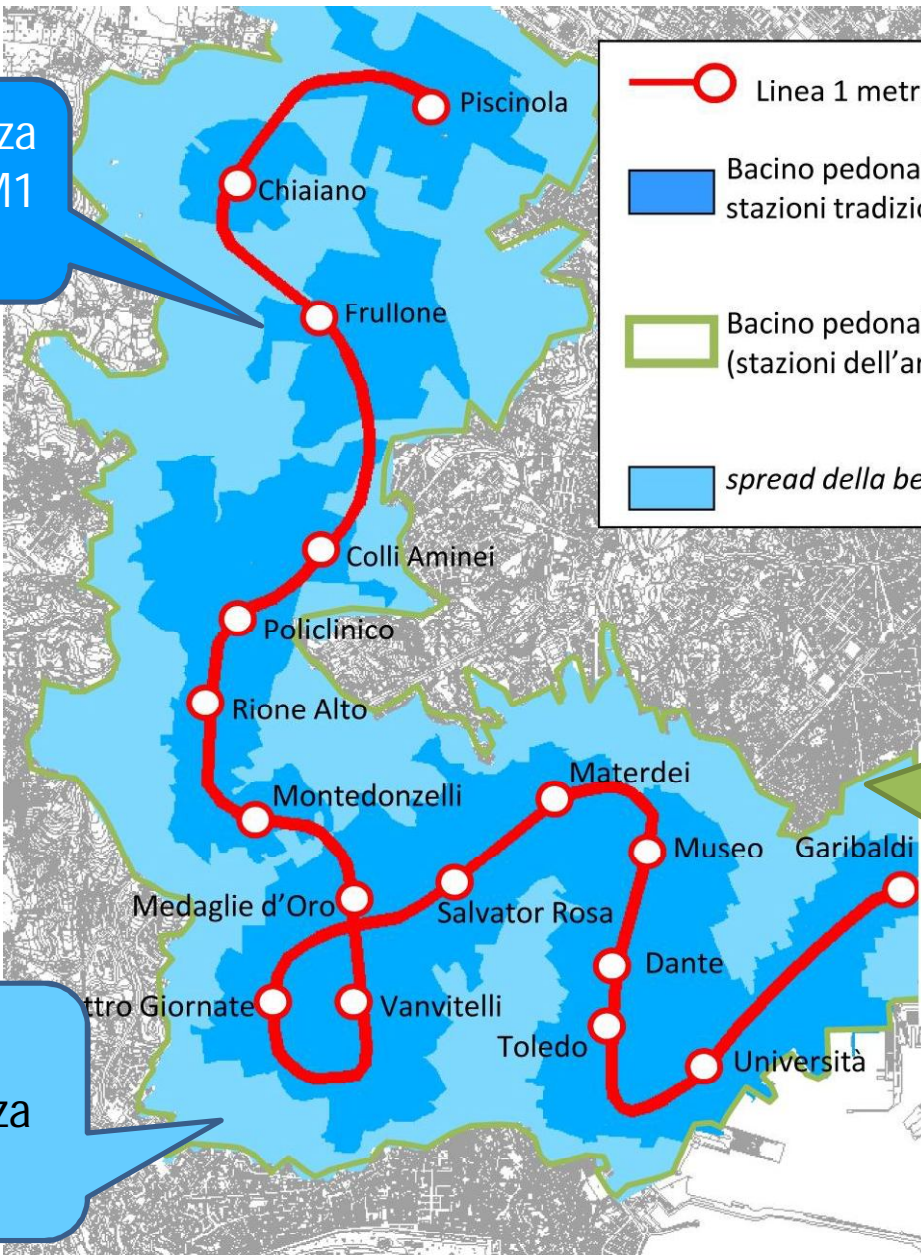 za
M1
Piscinola
Chiaiano
Frullone
Colli Aminei
Policlinico
Rione Alto
Montedonzelli
Medaglie d'Oro
ttro Giornate
Vanvitelli
Salvator Rosa
Materdei
Museo
Garibaldi
Dante
Toledo
Università
za
Linea 1 metr
Bacino pedona
stazioni tradizio
Bacino pedona
(stazioni dell'ar
spread della be